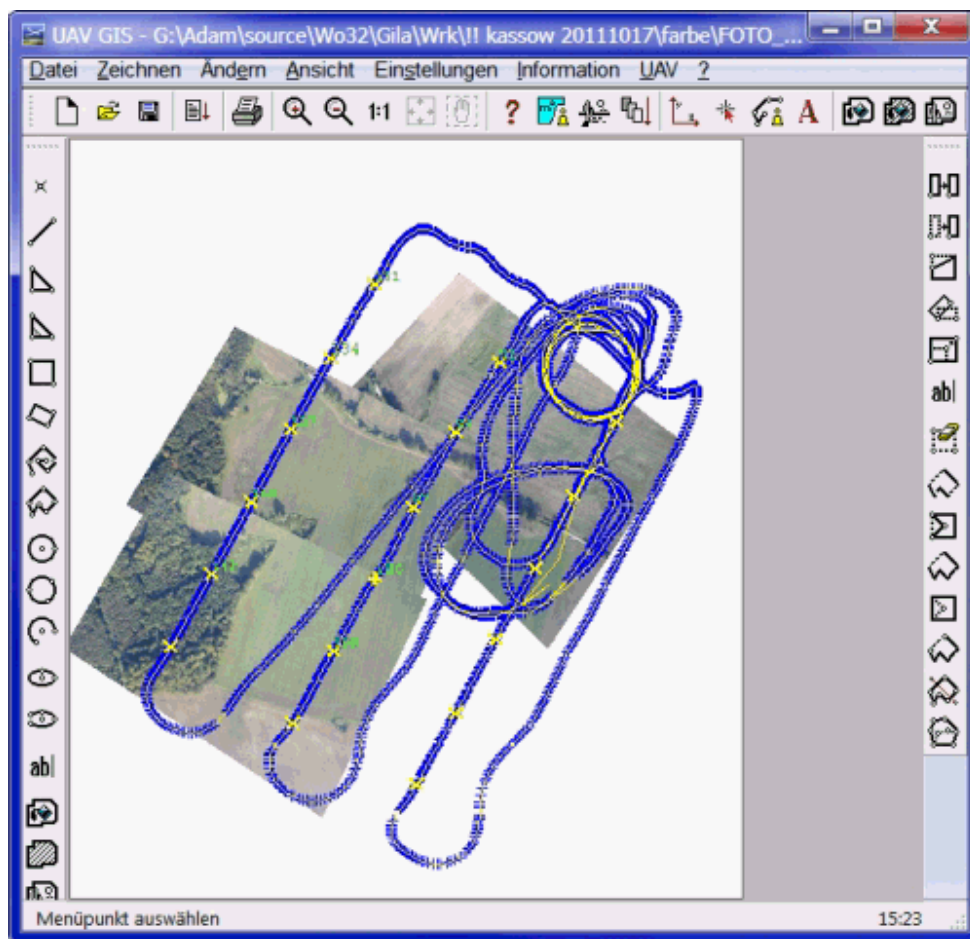 UAV GIS - G:\Adam\source\Wo32\Gila\Wrk\!! kassow 20111017\farbe\FOTO_...
Datei Zeichnen Ändern Ansicht Einstellungen Information UAV ?
1:1 ? A
ab|
ab|
Menüpunkt auswählen 15:23